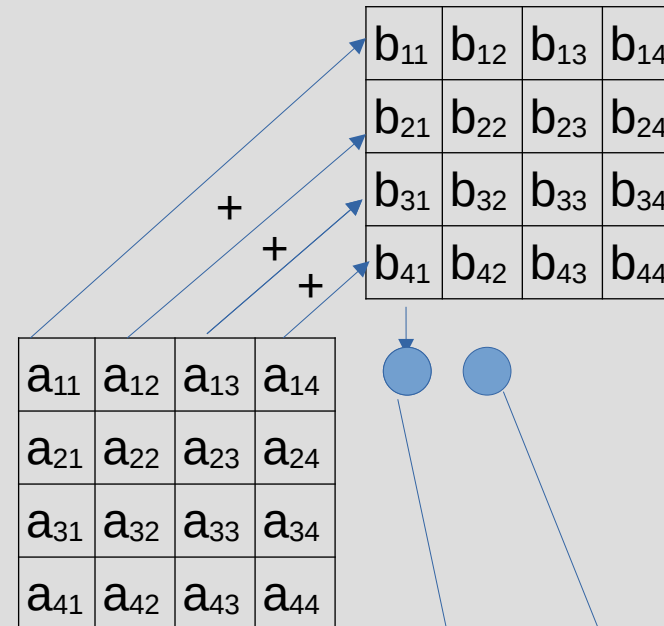 b11 b12 b13 b14
b21 b22 b23 b24
b31 b32 b33 b34
b41 b42 b43 b44
+
+
+
a11 a12 a13 a14
a21 a22 a23 a24
a31 a32 a33 a34
a41 a42 a43 a44